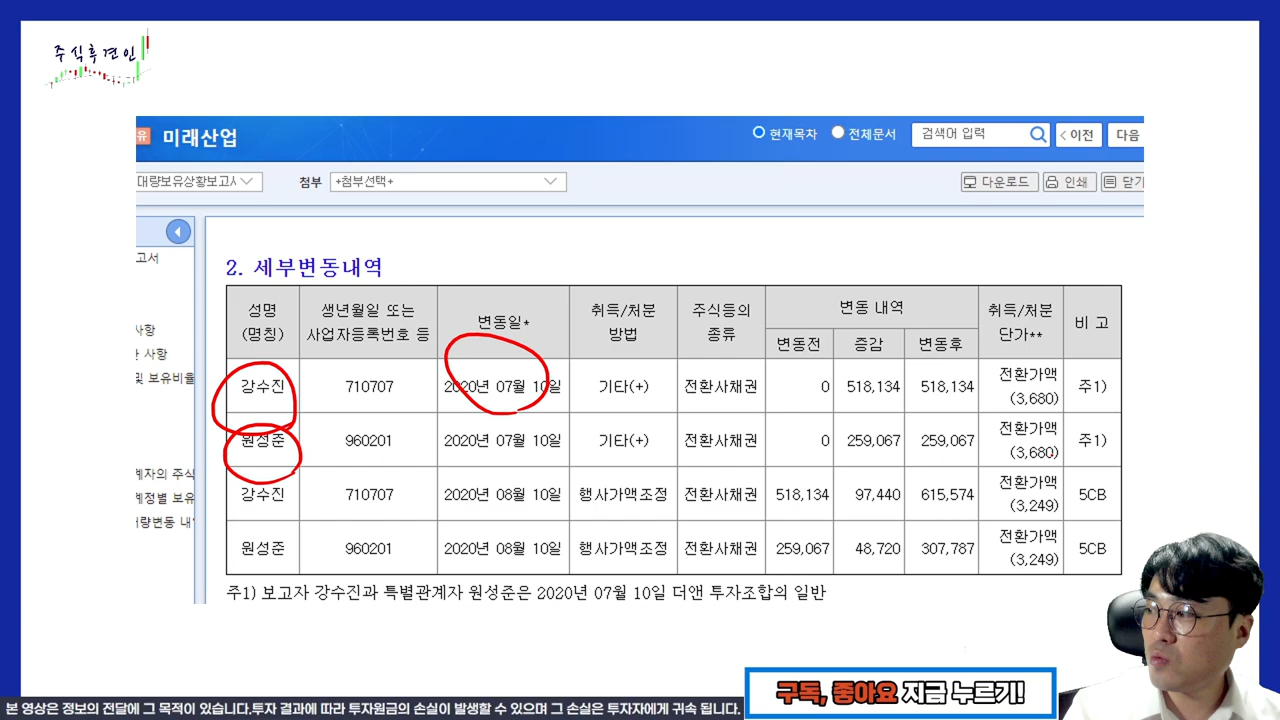 주식후견인
유 미래산업
현재목차 전체문서 검색어 입력 <이전 다음
대량보유상황보고서 첨부 +첨부선택+ 다운로드 인쇄 닫기
고서
사항
사항
및 보유비율
계자의 주식
계정별 보유
대량변동 내역
2. 세부변동내역
성명 (명칭) 생년월일 또는 사업자등록번호 등 변동일* 취득/처분 방법 주식등의 종류 변동 내역 취득/처분 단가** 비 고
변동전 증감 변동후
강수진 710707 2020년 07월 10일 기타(+) 전환사채권 0 518,134 518,134 전환가액 (3,680) 주1)
원성준 960201 2020년 07월 10일 기타(+) 전환사채권 0 259,067 259,067 전환가액 (3,680) 주1)
강수진 710707 2020년 08월 10일 행사가액조정 전환사채권 518,134 97,440 615,574 전환가액 (3,249) 5CB
원성준 960201 2020년 08월 10일 행사가액조정 전환사채권 259,067 48,720 307,787 전환가액 (3,249) 5CB
주1) 보고자 강수진과 특별관계자 원성준은 2020년 07월 10일 더앤 투자조합의 일반
구독, 좋아요 지금 누르기!
본 영상은 정보의 전달에 그 목적이 있습니다.투자 결과에 따라 투자원금의 손실이 발생할 수 있으며 그 손실은 투자자에게 귀속 됩니다.